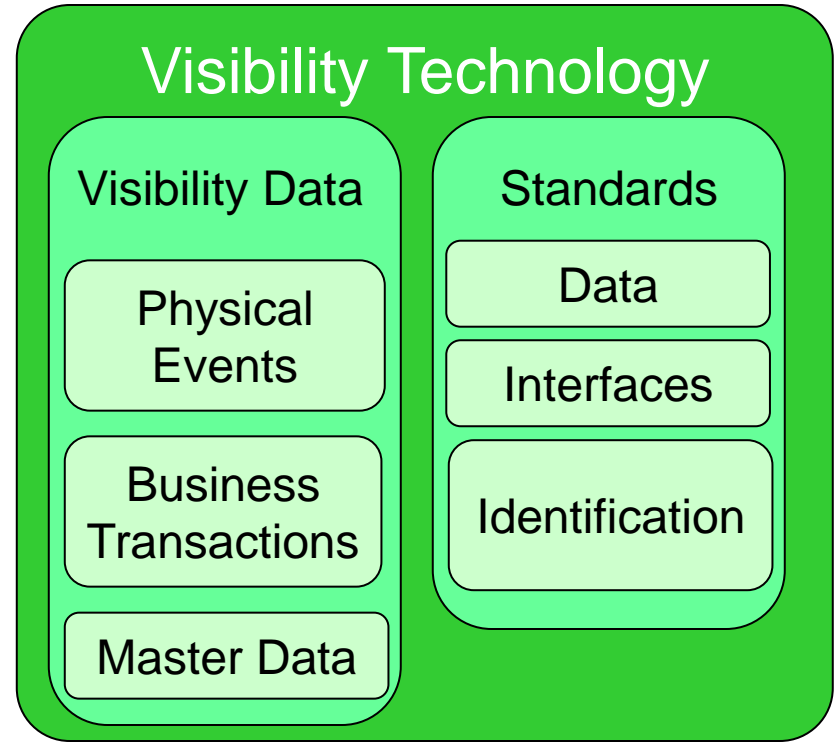 Visibility Technology
Visibility Data
Physical
Events
Business
Transactions
Master Data
Standards
Data
Interfaces
Identification